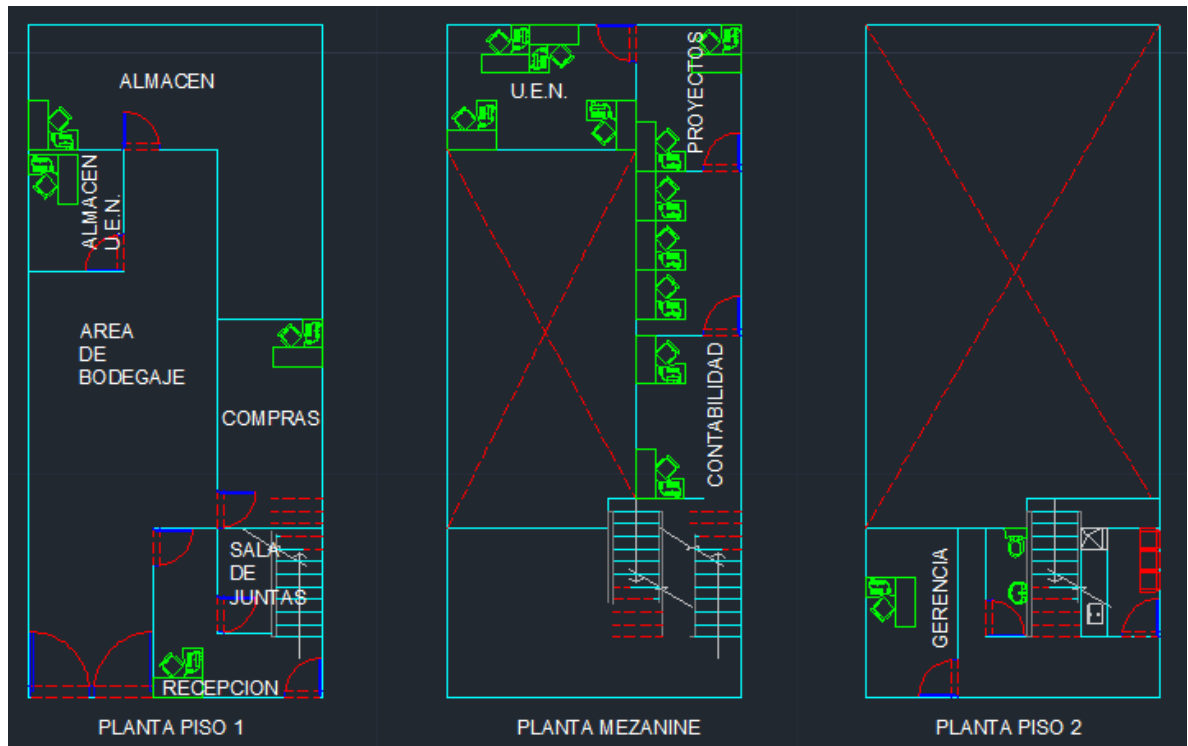 ALMACEN
ALMACEN
U.E.N.
AREA
DE
BODEGAJE
COMPRAS
SALA
DE
JUNTAS
RECEPCION
PLANTA PISO 1
U.E.N.
PROYECTOS
CONTABILIDAD
PLANTA MEZANINE
GERENCIA
PLANTA PISO 2